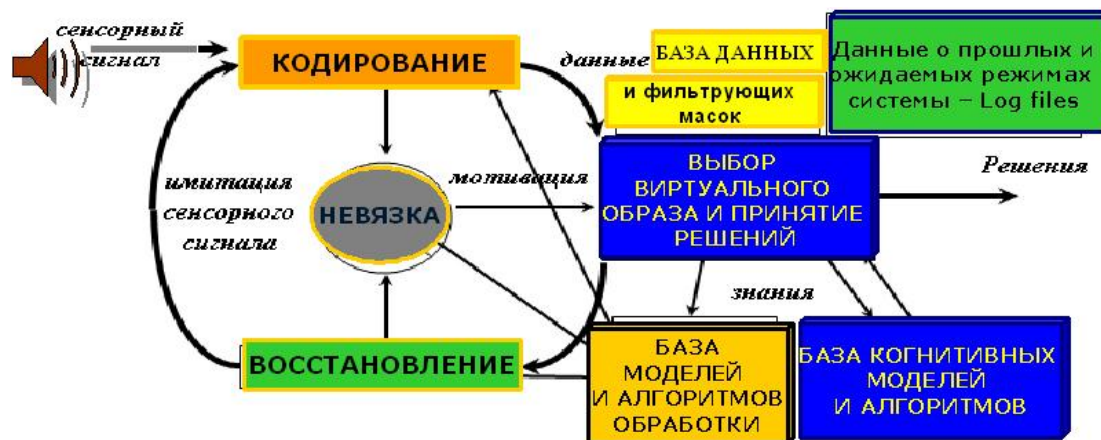 сенсорный
сигнал
КОДИРОВАНИЕ
данные
БАЗА ДАННЫХ
и фильтрующих
масок
Данные о прошлых и
ожидаемых режимах
системы – Log files
имитация
сенсорного
сигнала
НЕВЯЗКА
мотивация
ВЫБОР
ВИРТУАЛЬНОГО
ОБРАЗА И ПРИНЯТИЕ
РЕШЕНИЙ
Решения
знания
ВОССТАНОВЛЕНИЕ
БАЗА
МОДЕЛЕЙ
И АЛГОРИТМОВ
ОБРАБОТКИ
БАЗА КОГНИТИВНЫХ
МОДЕЛЕЙ
И АЛГОРИТМОВ